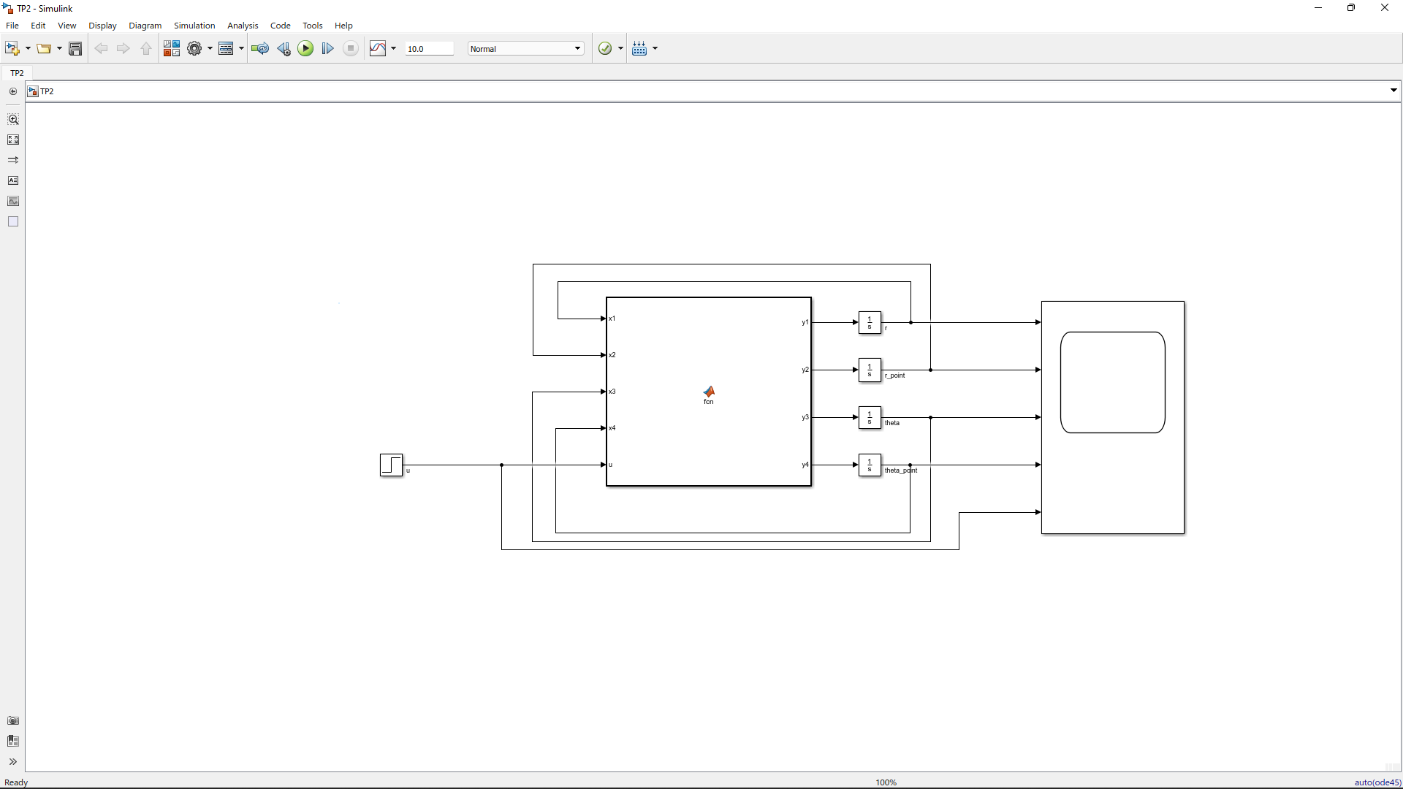 TP2 - Simulink
File Edit View Display Diagram Simulation Analysis Code Tools Help
10.0 Normal
TP2
TP2
x1
x2
x3
x4
u
fcn
y1
y2
y3
y4
1
s
r
1
s
r_point
1
s
theta
1
s
theta_point
u
Ready 100% auto(ode45)